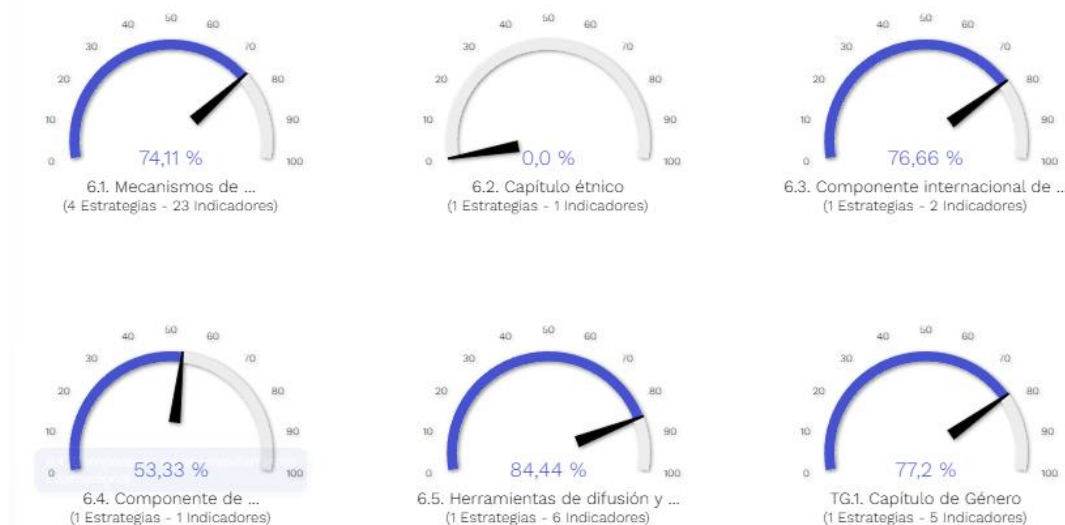 0 10 20 30 40 50 60 70 80 90 100
74,11 %
6.1. Mecanismos de ...
(4 Estrategias - 23 Indicadores)
0 10 20 30 40 50 60 70 80 90 100
0,0 %
6.2. Capítulo étnico
(1 Estrategias - 1 Indicadores)
0 10 20 30 40 50 60 70 80 90 100
76,66 %
6.3. Componente internacional de ...
(1 Estrategias - 2 Indicadores)
0 10 20 30 40 50 60 70 80 90 100
53,33 %
6.4. Componente de ...
(1 Estrategias - 1 Indicadores)
0 10 20 30 40 50 60 70 80 90 100
84,44 %
6.5. Herramientas de difusión y ...
(1 Estrategias - 6 Indicadores)
0 10 20 30 40 50 60 70 80 90 100
77,2 %
TG.1. Capítulo de Género
(1 Estrategias - 5 Indicadores)